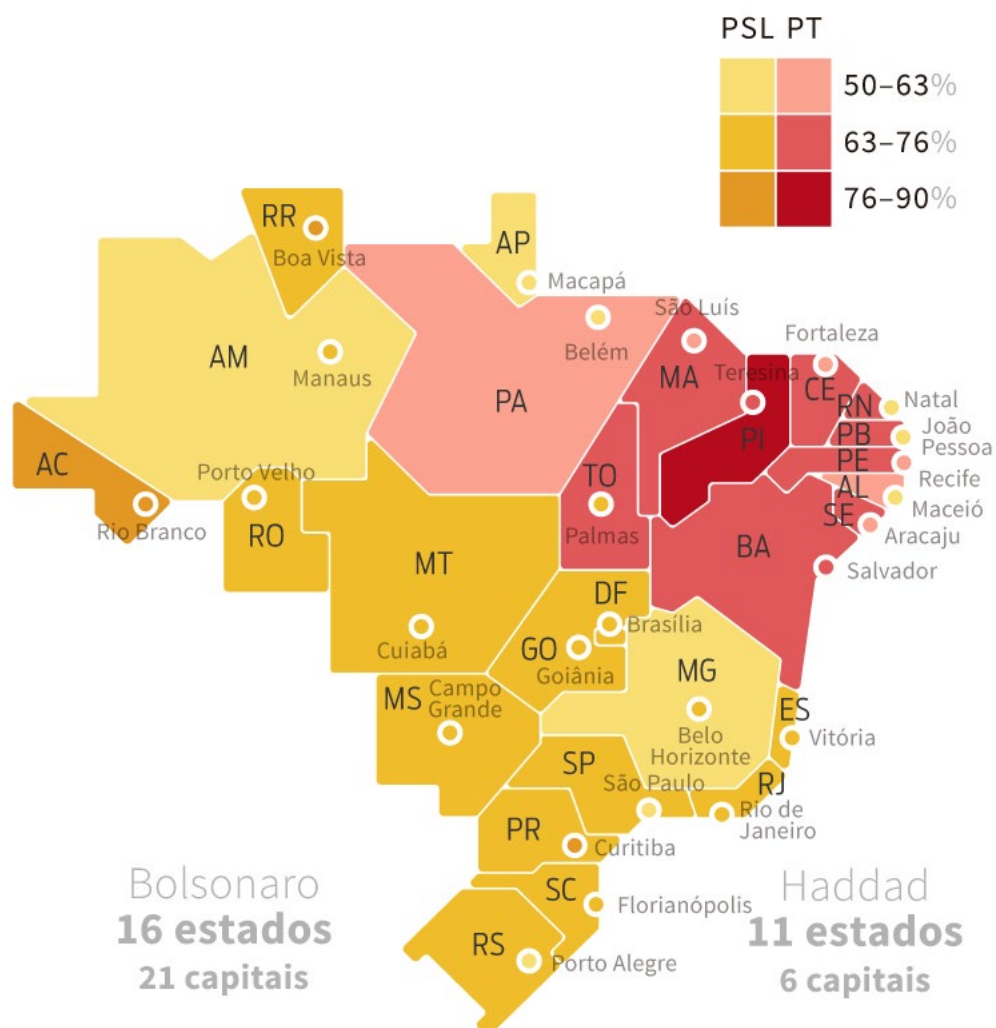 PSL PT
50–63%
63–76%
76–90%
RR
Boa Vista
AP
Macapá
São Luís
Fortaleza
Belém
AM
Manaus
PA
MA
Teresina
CE
RN
Natal
PI
PB
João
Pessoa
PE
Recife
AC
Porto Velho
TO
AL
Maceió
SE
Aracaju
Rio Branco
RO
Palmas
BA
MT
Salvador
DF
Brasília
Cuiabá
GO
Goiânia
MG
MS
Campo
Grande
Belo
Horizonte
ES
Vitória
SP
São Paulo
RJ
Rio de
Janeiro
PR
Curitiba
SC
Florianópolis
RS
Porto Alegre
Bolsonaro
16 estados
21 capitais
Haddad
11 estados
6 capitais